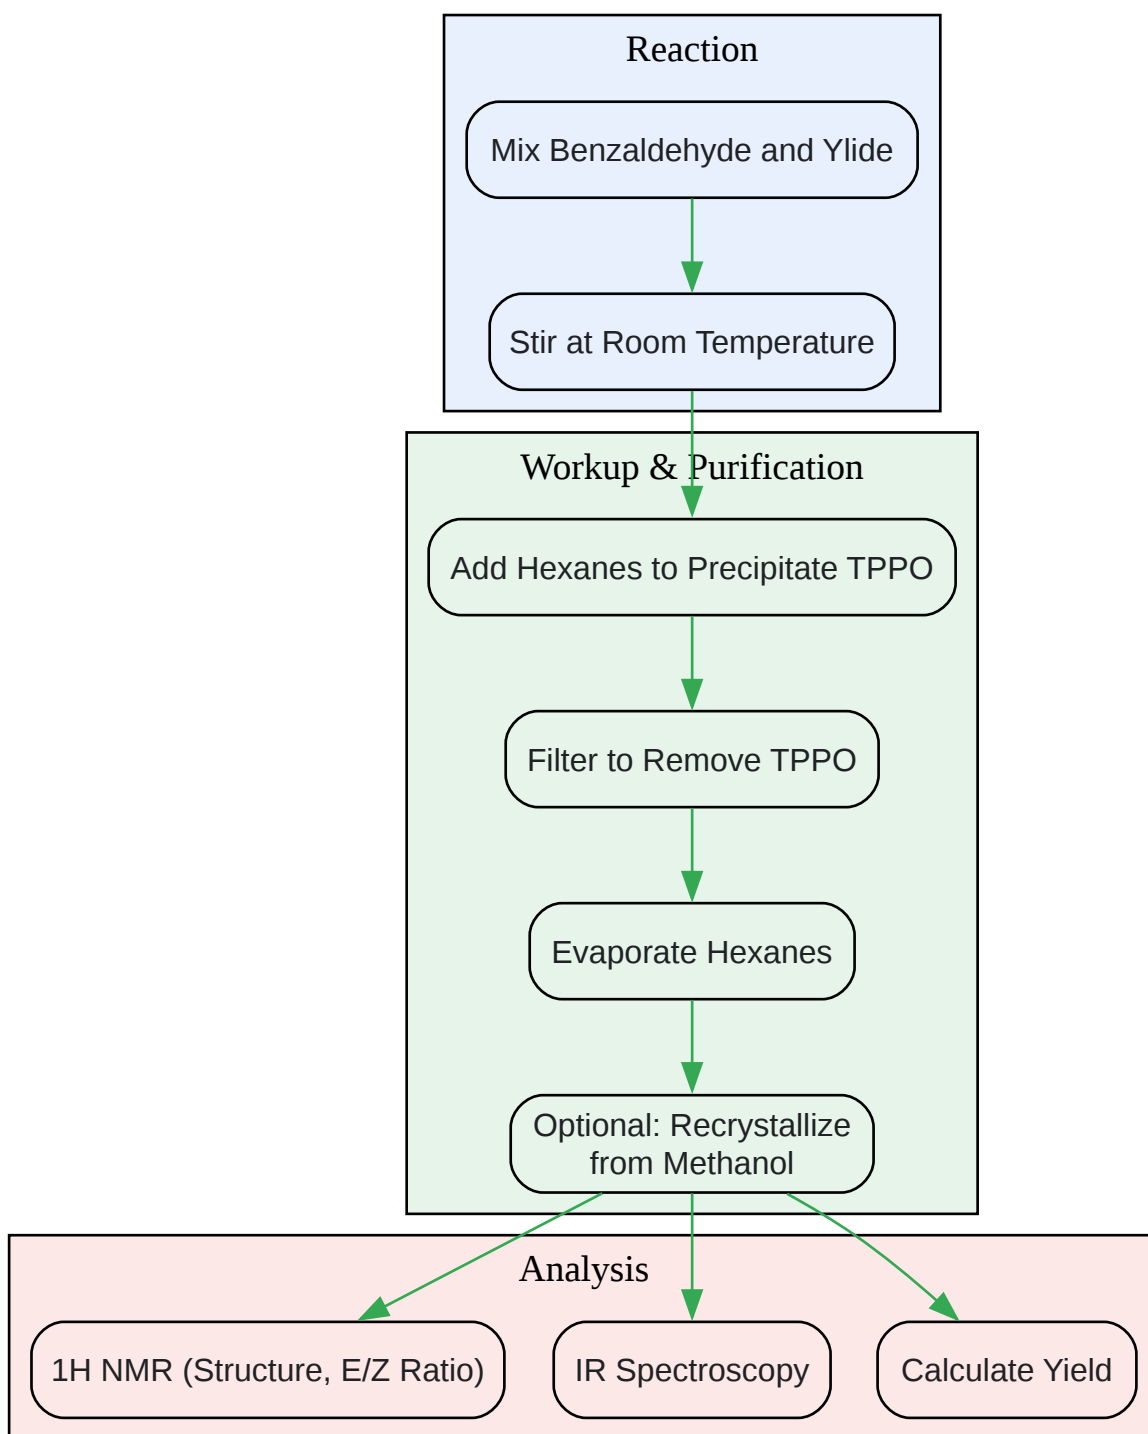 Reaction
Mix Benzaldehyde and Ylide
Stir at Room Temperature
Workup & Purification
Add Hexanes to Precipitate TPPO
Filter to Remove TPPO
Evaporate Hexanes
Optional: Recrystallize
from Methanol
Analysis
1H NMR (Structure, E/Z Ratio)
IR Spectroscopy
Calculate Yield